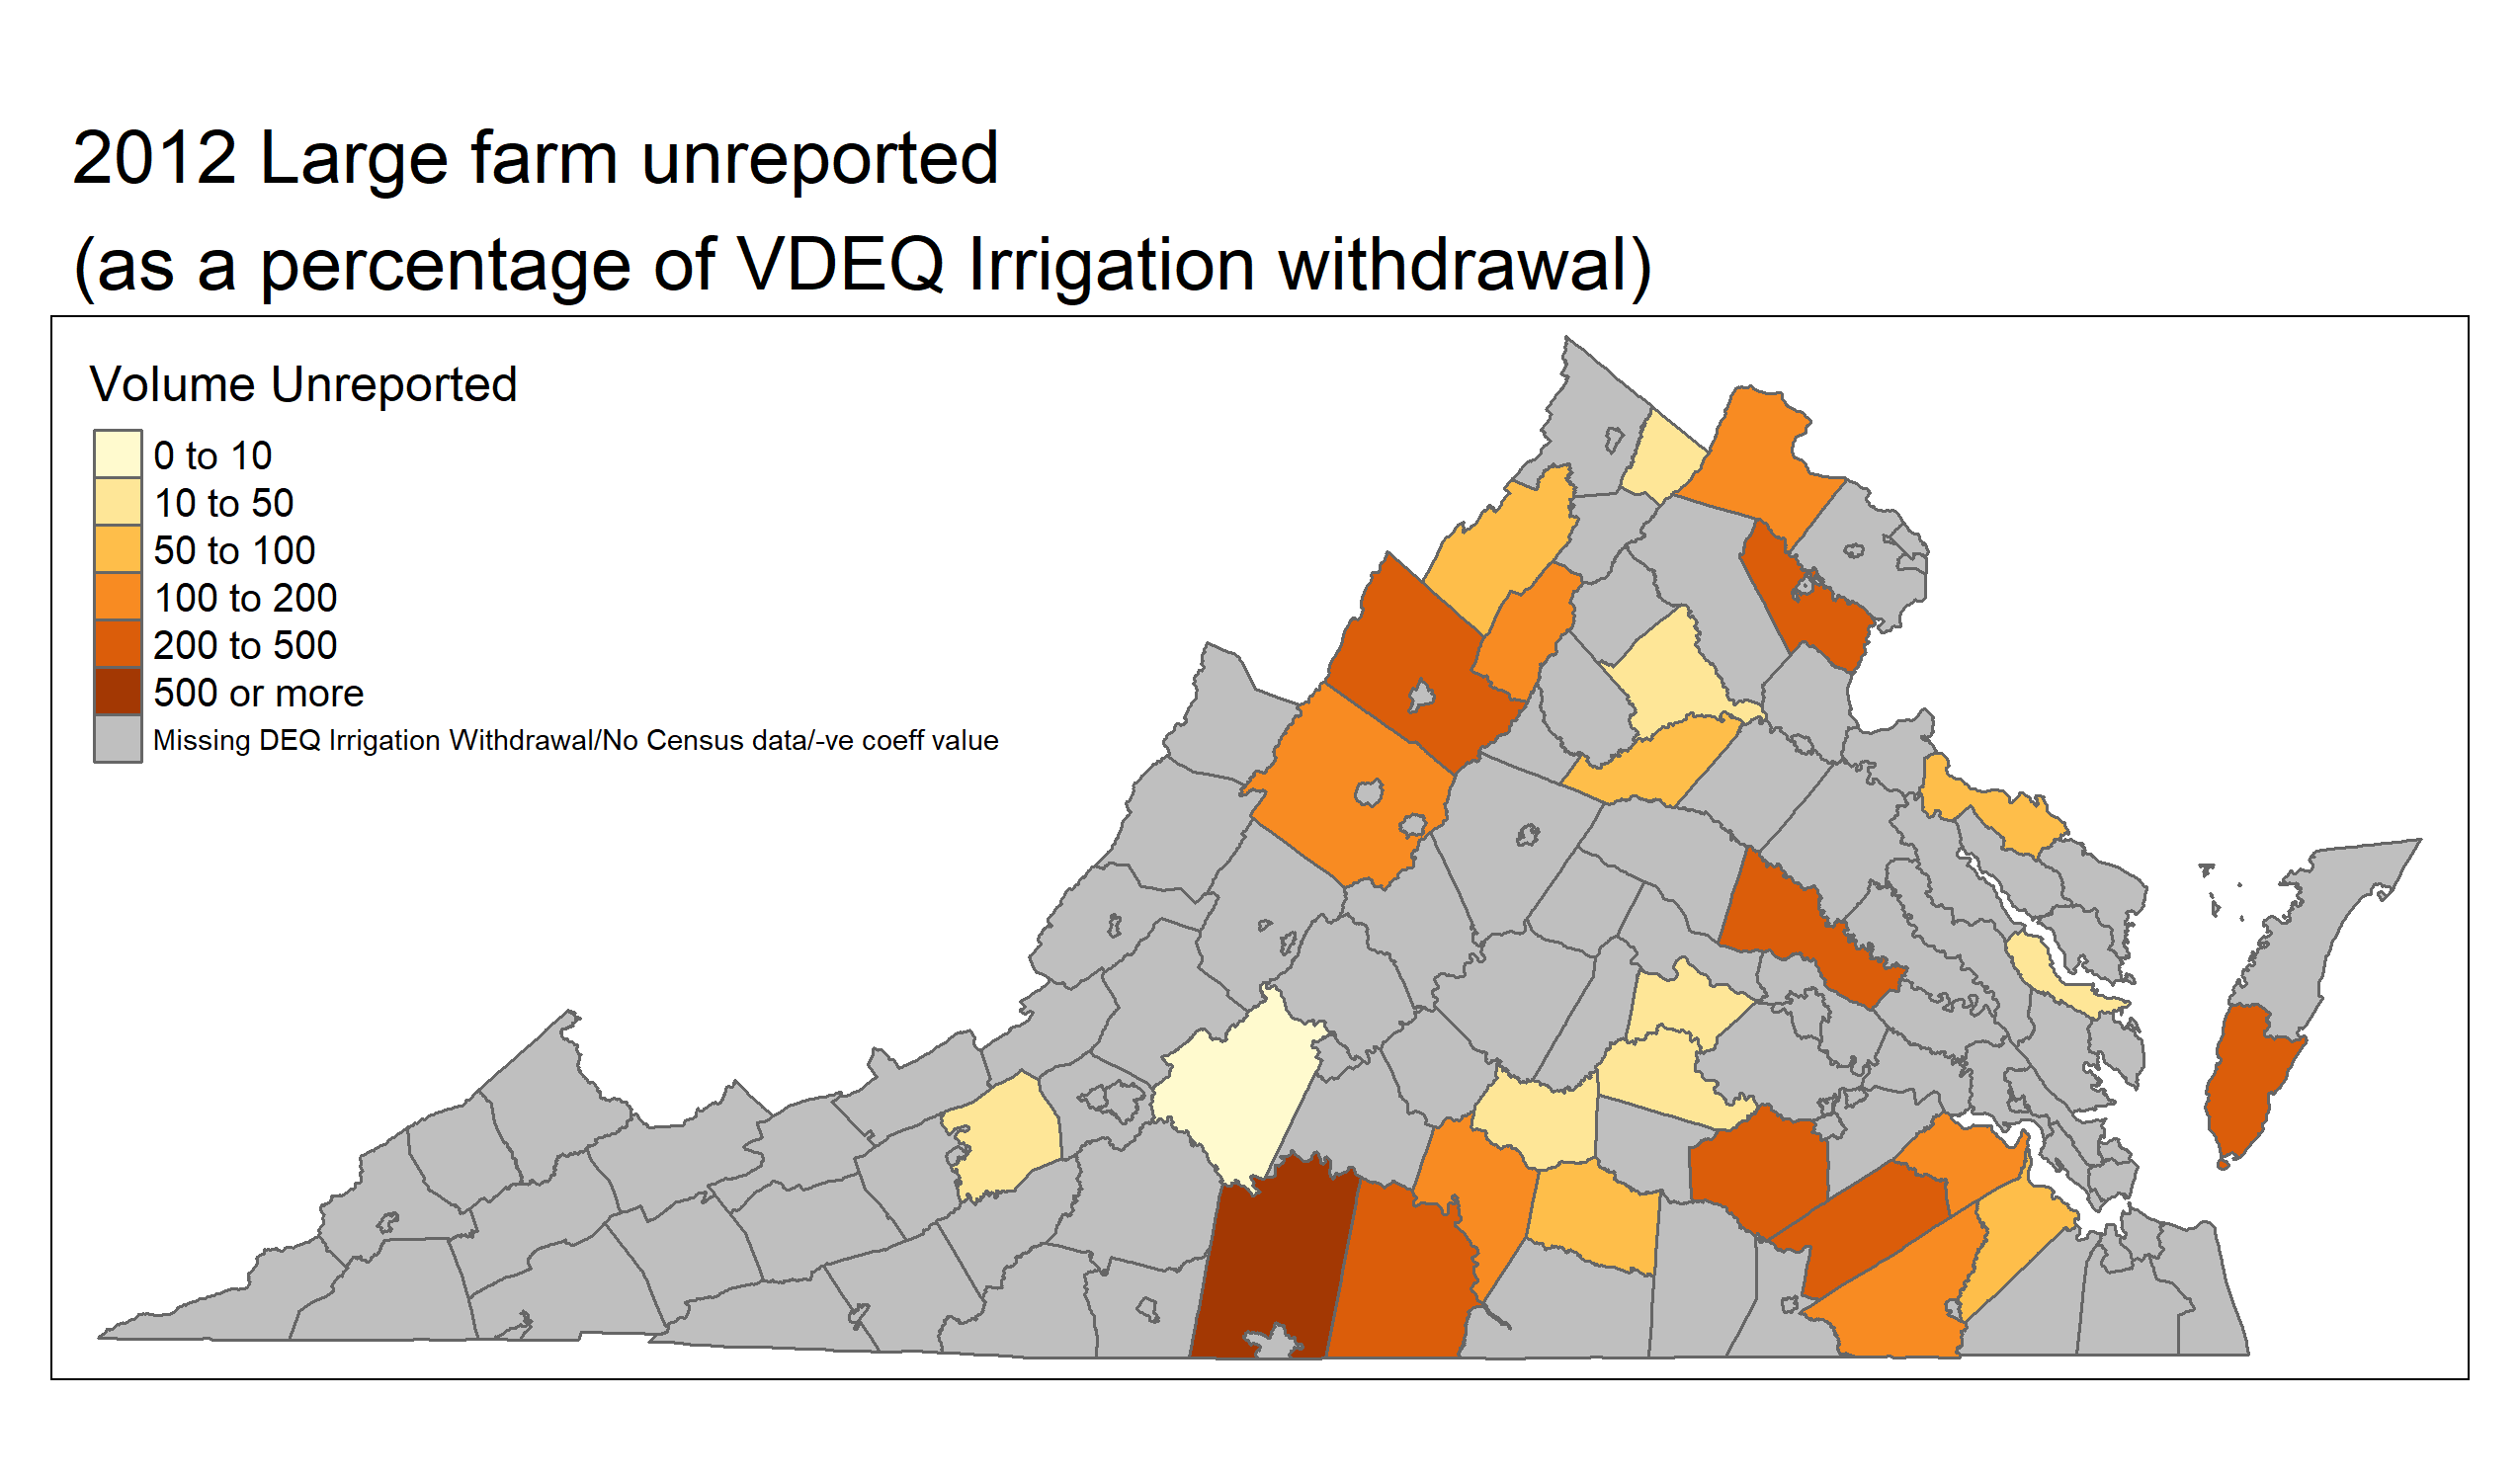 2012 Large farm unreported
(as a percentage of VDEQ Irrigation withdrawal)
Volume Unreported
0 to 10
10 to 50
50 to 100
100 to 200
200 to 500
500 or more
Missing DEQ Irrigation Withdrawal/No Census data/-ve coeff value